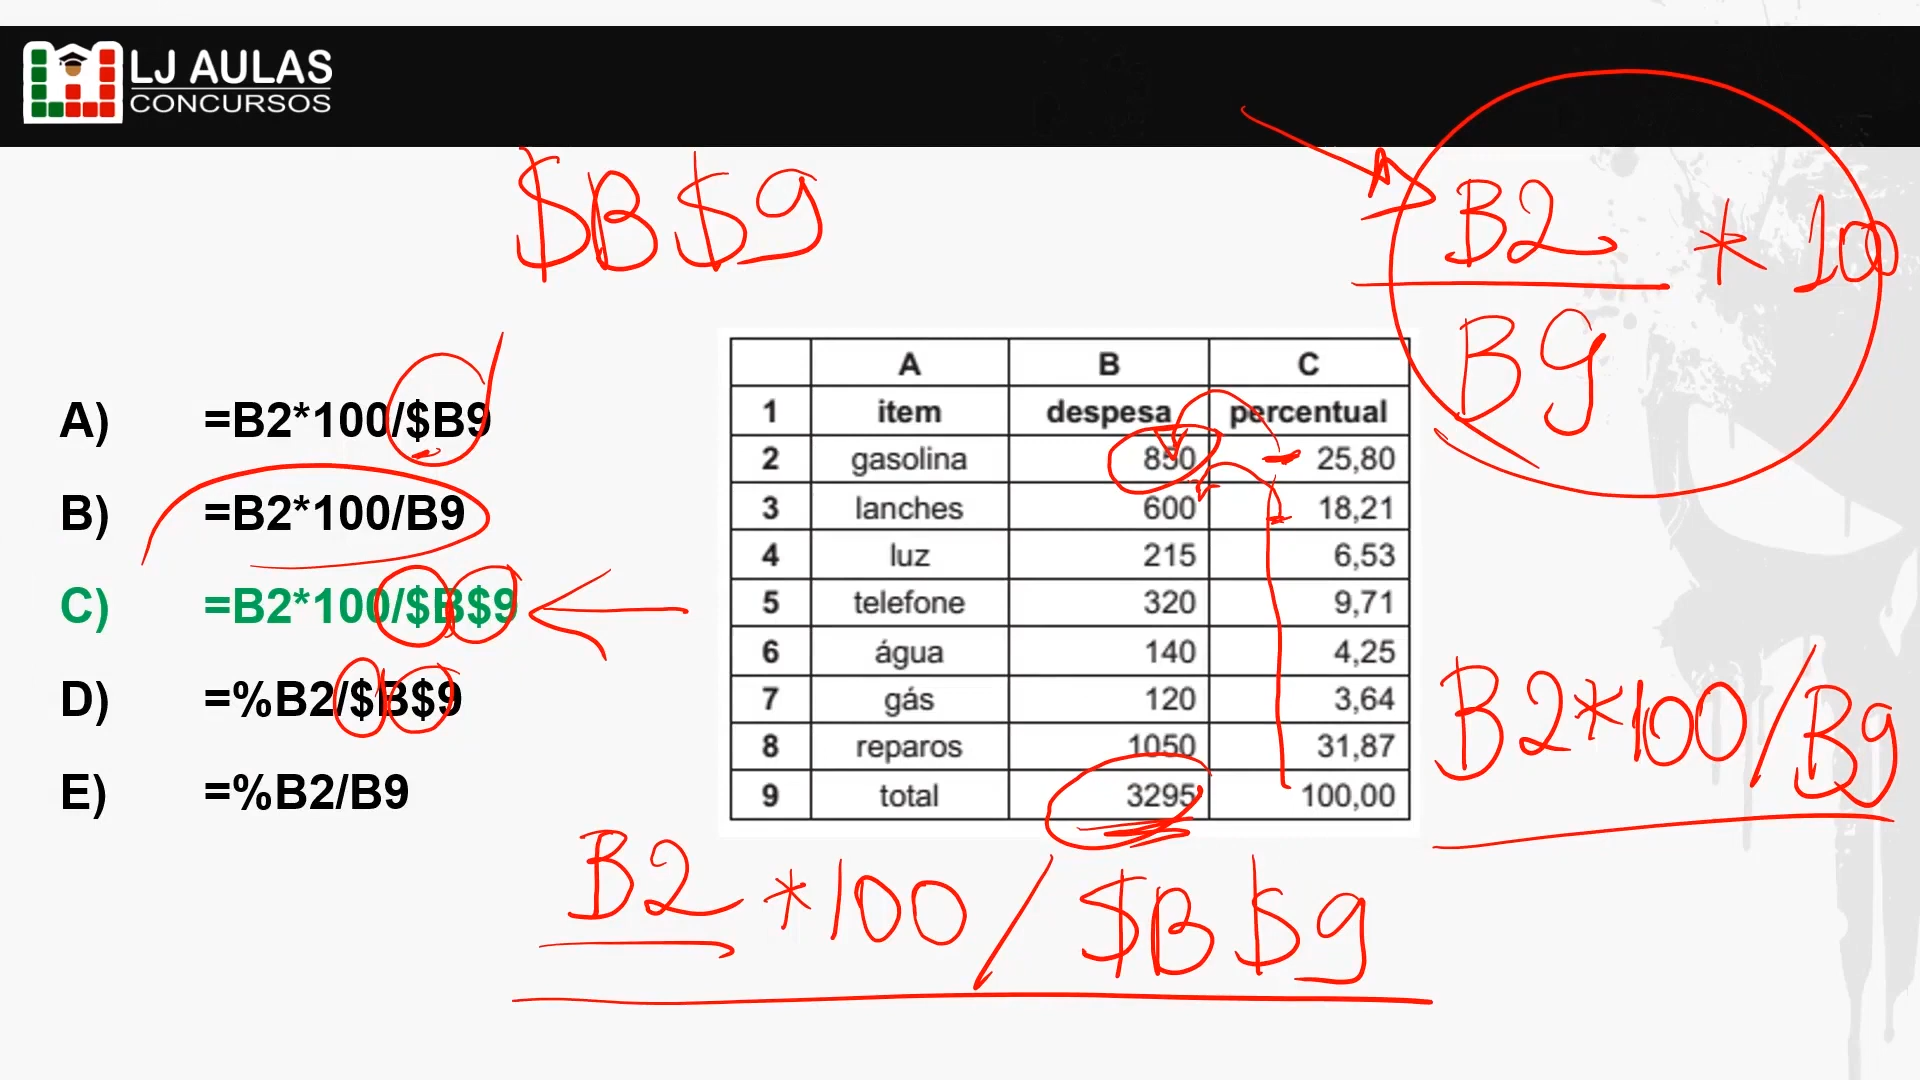 LJ AULAS
CONCURSOS
$B$9
B2 * 100
B9
A) =B2*100/$B9
B) =B2*100/B9
C) =B2*100/$B$9
D) =%B2/$B$9
E) =%B2/B9
A B C
1 item despesa percentual
2 gasolina 850 25,80
3 lanches 600 18,21
4 luz 215 6,53
5 telefone 320 9,71
6 água 140 4,25
7 gás 120 3,64
8 reparos 1050 31,87
9 total 3295 100,00
B2*100/B9
B2 *100/ $B$9